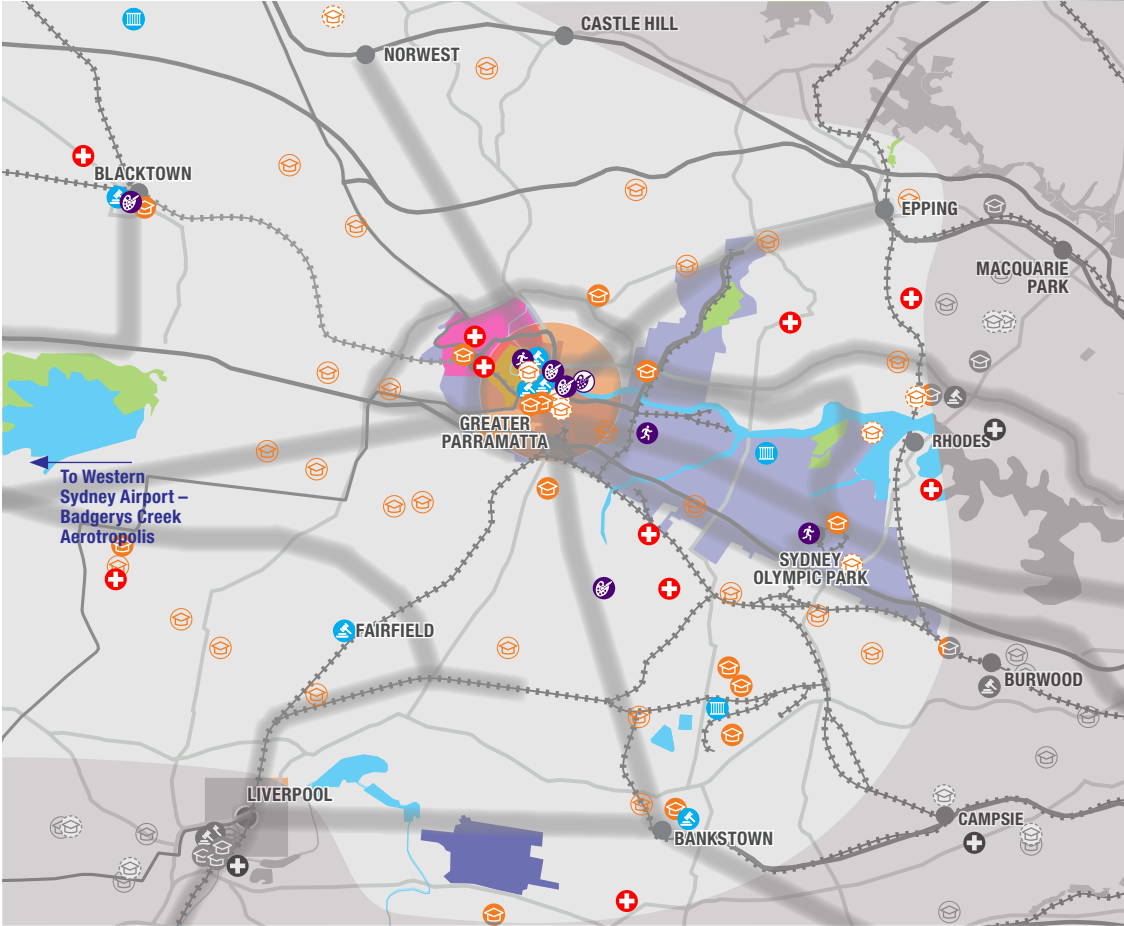 CASTLE HILL
NORWEST
BLACKTOWN
EPPING
MACQUARIE
PARK
GREATER
PARRAMATTA
RHODES
To Western
Sydney Airport –
Badgerys Creek
Aerotropolis
SYDNEY
OLYMPIC PARK
FAIRFIELD
BURWOOD
LIVERPOOL
CAMPSIE
BANKSTOWN